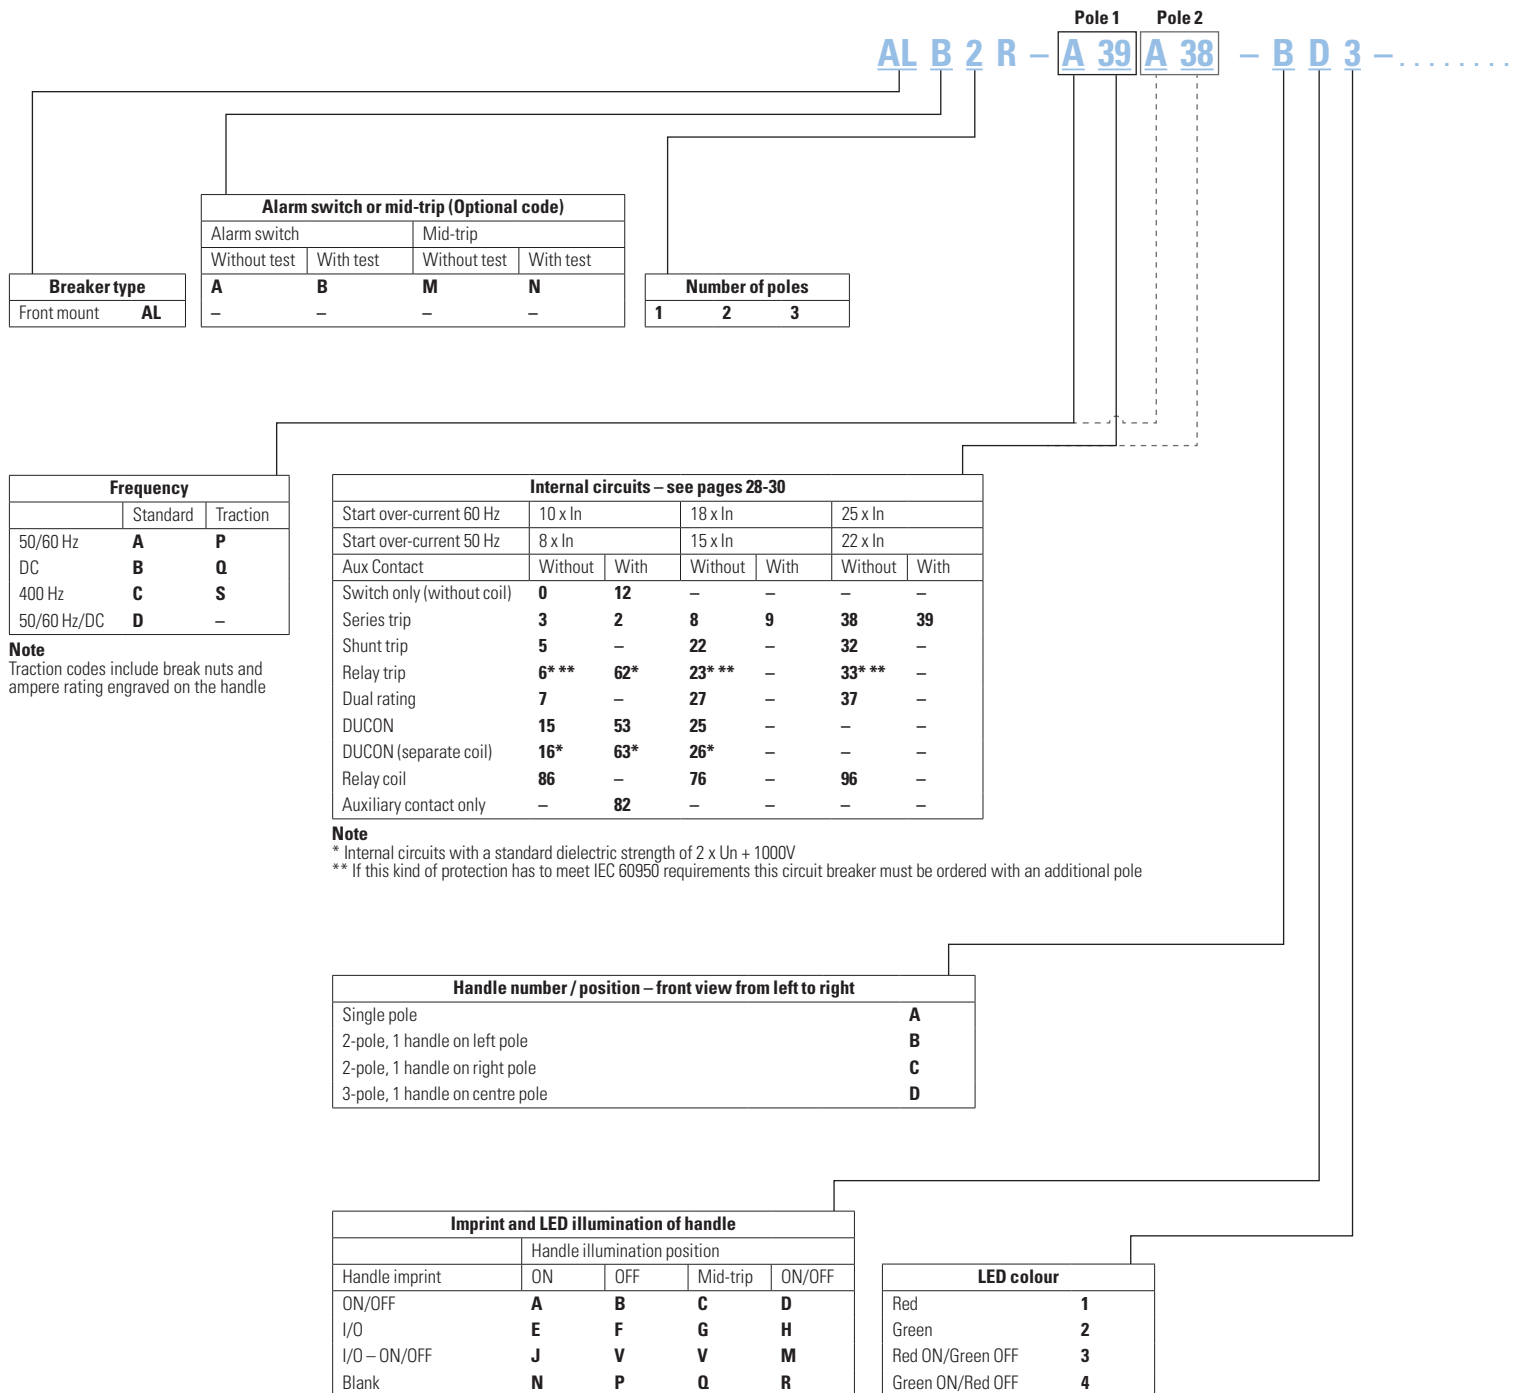 Pole 1 Pole 2
AL B 2 R – A 39 A 38 – B D 3 – ........
Alarm switch or mid-trip (Optional code)
Alarm switch Mid-trip
Without test With test Without test With test
A B M N
– – – –
Breaker type
Front mount AL
Number of poles
1 2 3
Frequency
Standard Traction
50/60 Hz A P
DC B Q
400 Hz C S
50/60 Hz/DC D –
Note
Traction codes include break nuts and
ampere rating engraved on the handle
Internal circuits – see pages 28-30
Start over-current 60 Hz 10 x In 18 x In 25 x In
Start over-current 50 Hz 8 x In 15 x In 22 x In
Aux Contact Without With Without With Without With
Switch only (without coil) 0 12 – – – –
Series trip 3 2 8 9 38 39
Shunt trip 5 – 22 – 32 –
Relay trip 6* ** 62* 23* ** – 33* ** –
Dual rating 7 – 27 – 37 –
DUCON 15 53 25 – – –
DUCON (separate coil) 16* 63* 26* – – –
Relay coil 86 – 76 – 96 –
Auxiliary contact only – 82 – – – –
Note
* Internal circuits with a standard dielectric strength of 2 x Un + 1000V
** If this kind of protection has to meet IEC 60950 requirements this circuit breaker must be ordered with an additional pole
Handle number / position – front view from left to right
Single pole A
2-pole, 1 handle on left pole B
2-pole, 1 handle on right pole C
3-pole, 1 handle on centre pole D
Imprint and LED illumination of handle
Handle illumination position
Handle imprint ON OFF Mid-trip ON/OFF
ON/OFF A B C D
I/O E F G H
I/O – ON/OFF J V V M
Blank N P Q R
LED colour
Red 1
Green 2
Red ON/Green OFF 3
Green ON/Red OFF 4